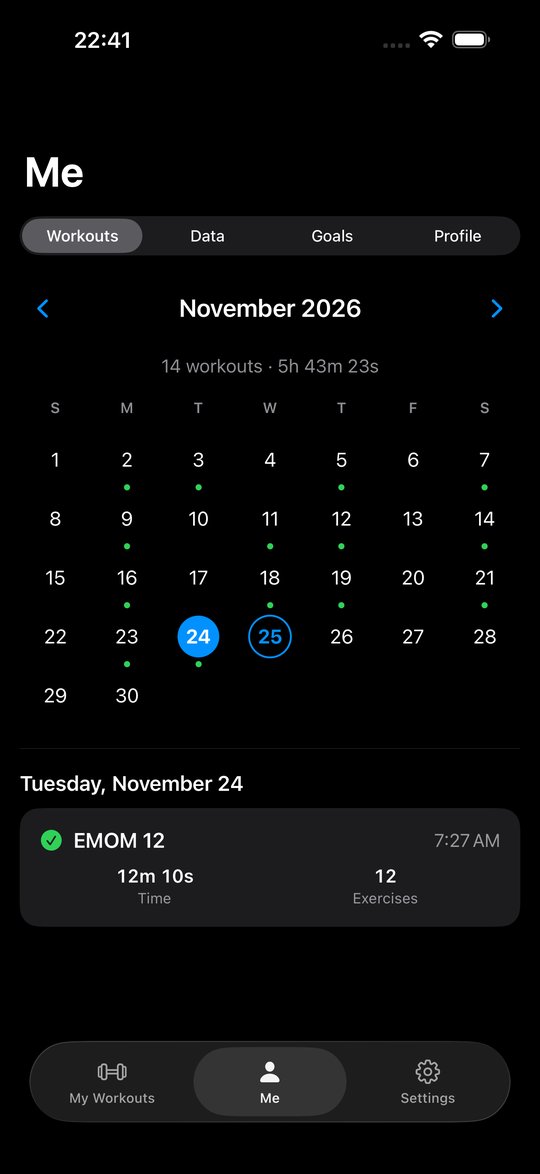 22:41
Me
Workouts Data Goals Profile
November 2026
14 workouts · 5h 43m 23s
S M T W T F S
1 2 3 4 5 6 7
8 9 10 11 12 13 14
15 16 17 18 19 20 21
22 23 24 25 26 27 28
29 30
Tuesday, November 24
EMOM 12 7:27 AM
12m 10s 12
Time Exercises
My Workouts Me Settings